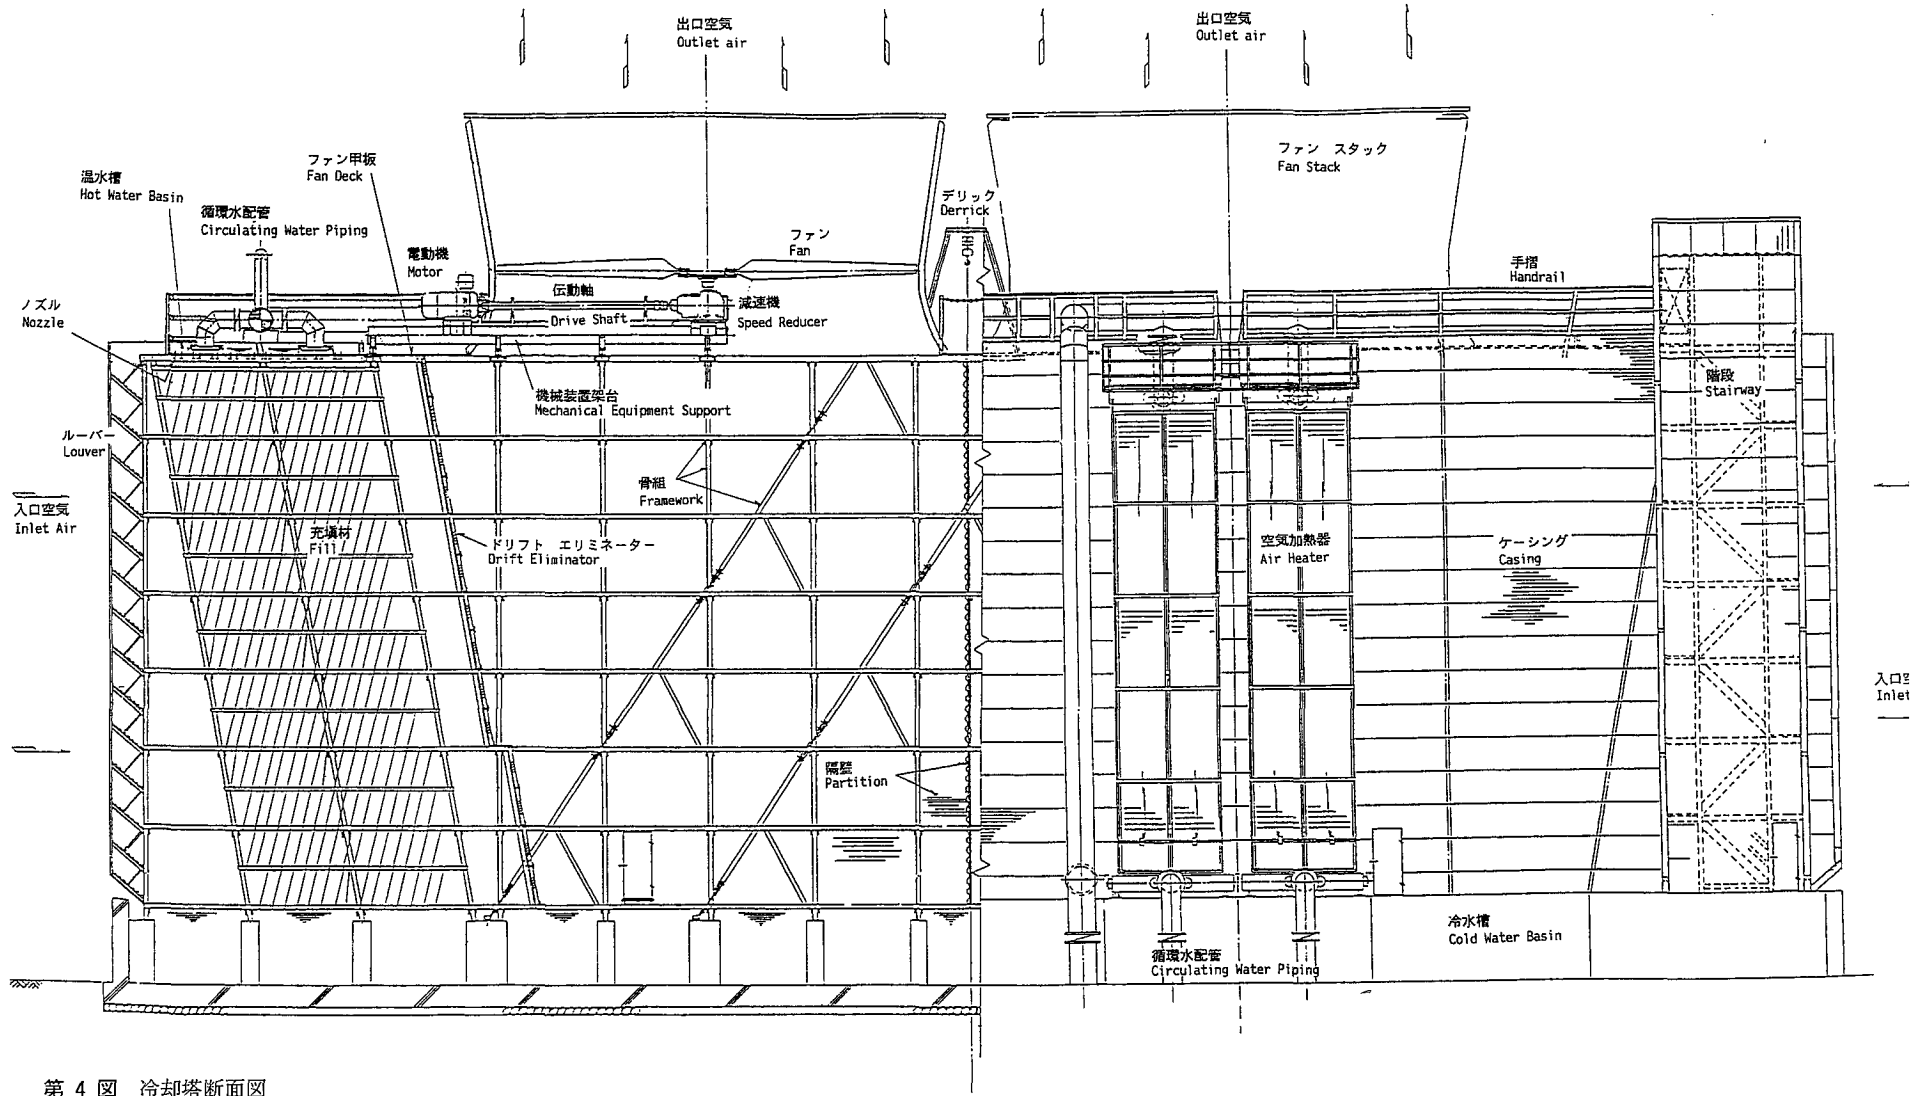 出口空気
Outlet air
出口空気
Outlet air
ファン甲板
Fan Deck
ファン スタック
Fan Stack
温水槽
Hot Water Basin
循環水配管
Circulating Water Piping
デリック
Derrick
電動機
Motor
ファン
Fan
手摺
Handrail
ノズル
Nozzle
伝動軸
Drive Shaft
減速機
Speed Reducer
機械装置架台
Mechanical Equipment Support
階段
Stairway
ルーバー
Louver
骨組
Framework
入口空気
Inlet Air
充填材
Fill
ドリフト エリミネーター
Drift Eliminator
空気加熱器
Air Heater
ケーシング
Casing
入口空
Inlet
隔壁
Partition
冷水槽
Cold Water Basin
循環水配管
Circulating Water Piping
第 4 図 冷却塔断面図